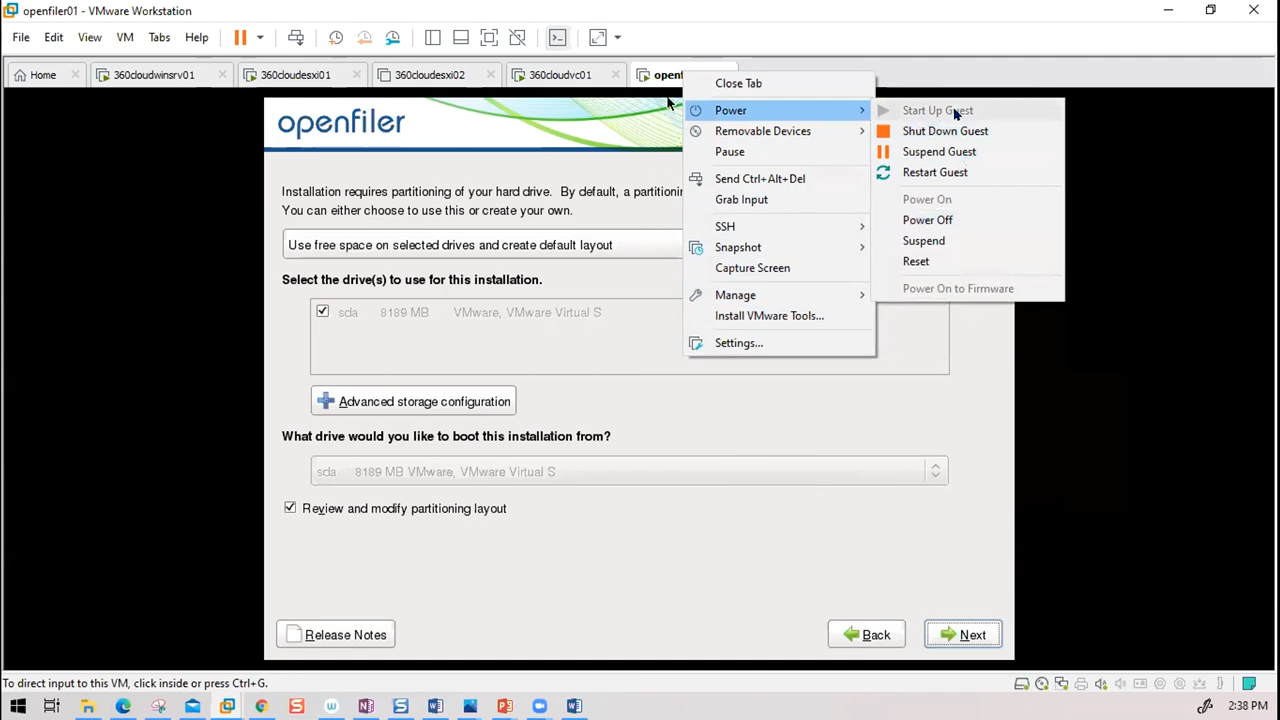 openfiler01 - VMware Workstation
File Edit View VM Tabs Help
Home 360cloudwinsrv01 360cloudesxi01 360cloudesxi02 360cloudvc01
Close Tab
Power
Removable Devices
Pause
Send Ctrl+Alt+Del
Grab Input
SSH
Snapshot
Capture Screen
Manage
Install VMware Tools...
Settings...
Start Up Guest
Shut Down Guest
Suspend Guest
Restart Guest
Power On
Power Off
Suspend
Reset
Power On to Firmware
openfiler
Installation requires partitioning of your hard drive. By default, a
You can either choose to use this or create your own.
Use free space on selected drives and create default layout
Select the drive(s) to use for this installation.
sda 8189 MB VMware, VMware Virtual S
Advanced storage configuration
What drive would you like to boot this installation from?
sda 8189 MB VMware, VMware Virtual S
Review and modify partitioning layout
Release Notes Back Next
To direct input to this VM, click inside or press Ctrl+G.
2:38 PM